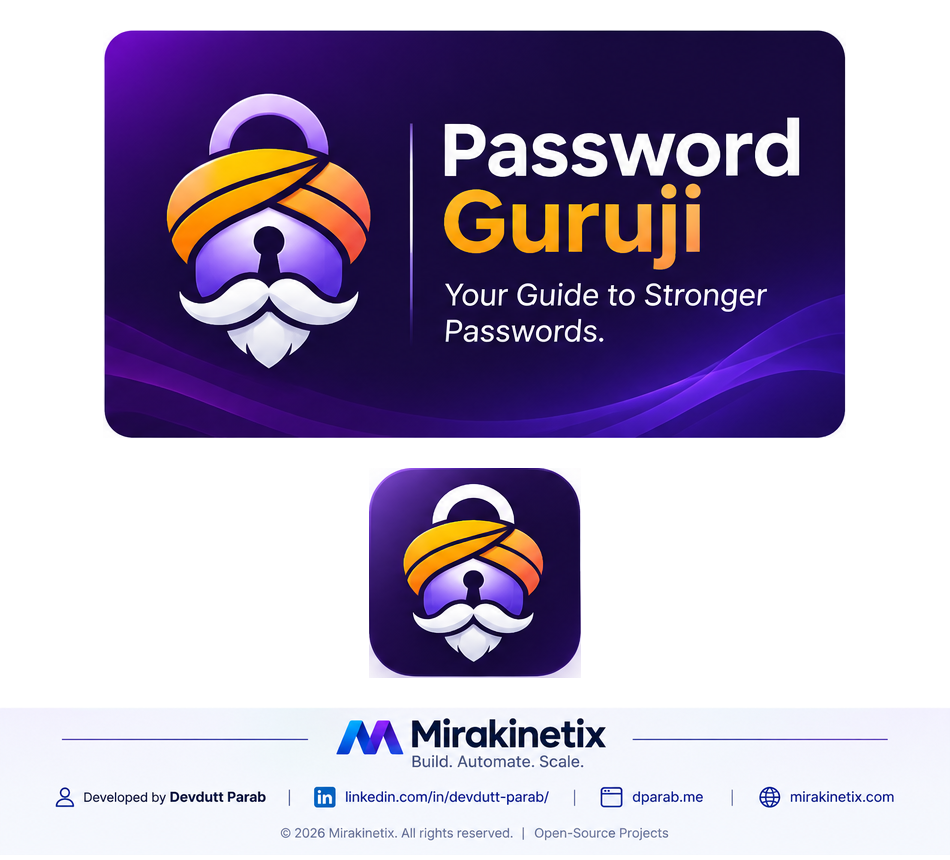 Password
Guruji
Your Guide to Stronger
Passwords.
Mirakinetix
Build. Automate. Scale.
Developed by Devdutt Parab | in linkedin.com/in/devdutt-parab/ | dparab.me | mirakinetix.com
© 2026 Mirakinetix. All rights reserved. | Open-Source Projects